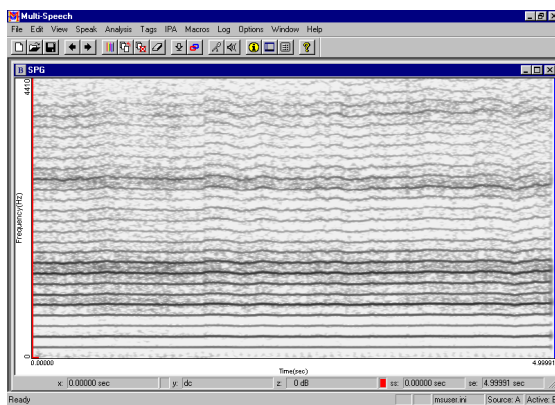 Multi-Speech
File Edit View Speak Analysis Tags IPA Macros Log Options Window Help
B SPG
4410
Frequency(Hz)
0
0.00000 4.99991
Time(sec)
x: 0.00000 sec y: dc z: 0 dB ss: 0.00000 sec se: 4.99991 sec
Ready msuser.ini Source: A Active: